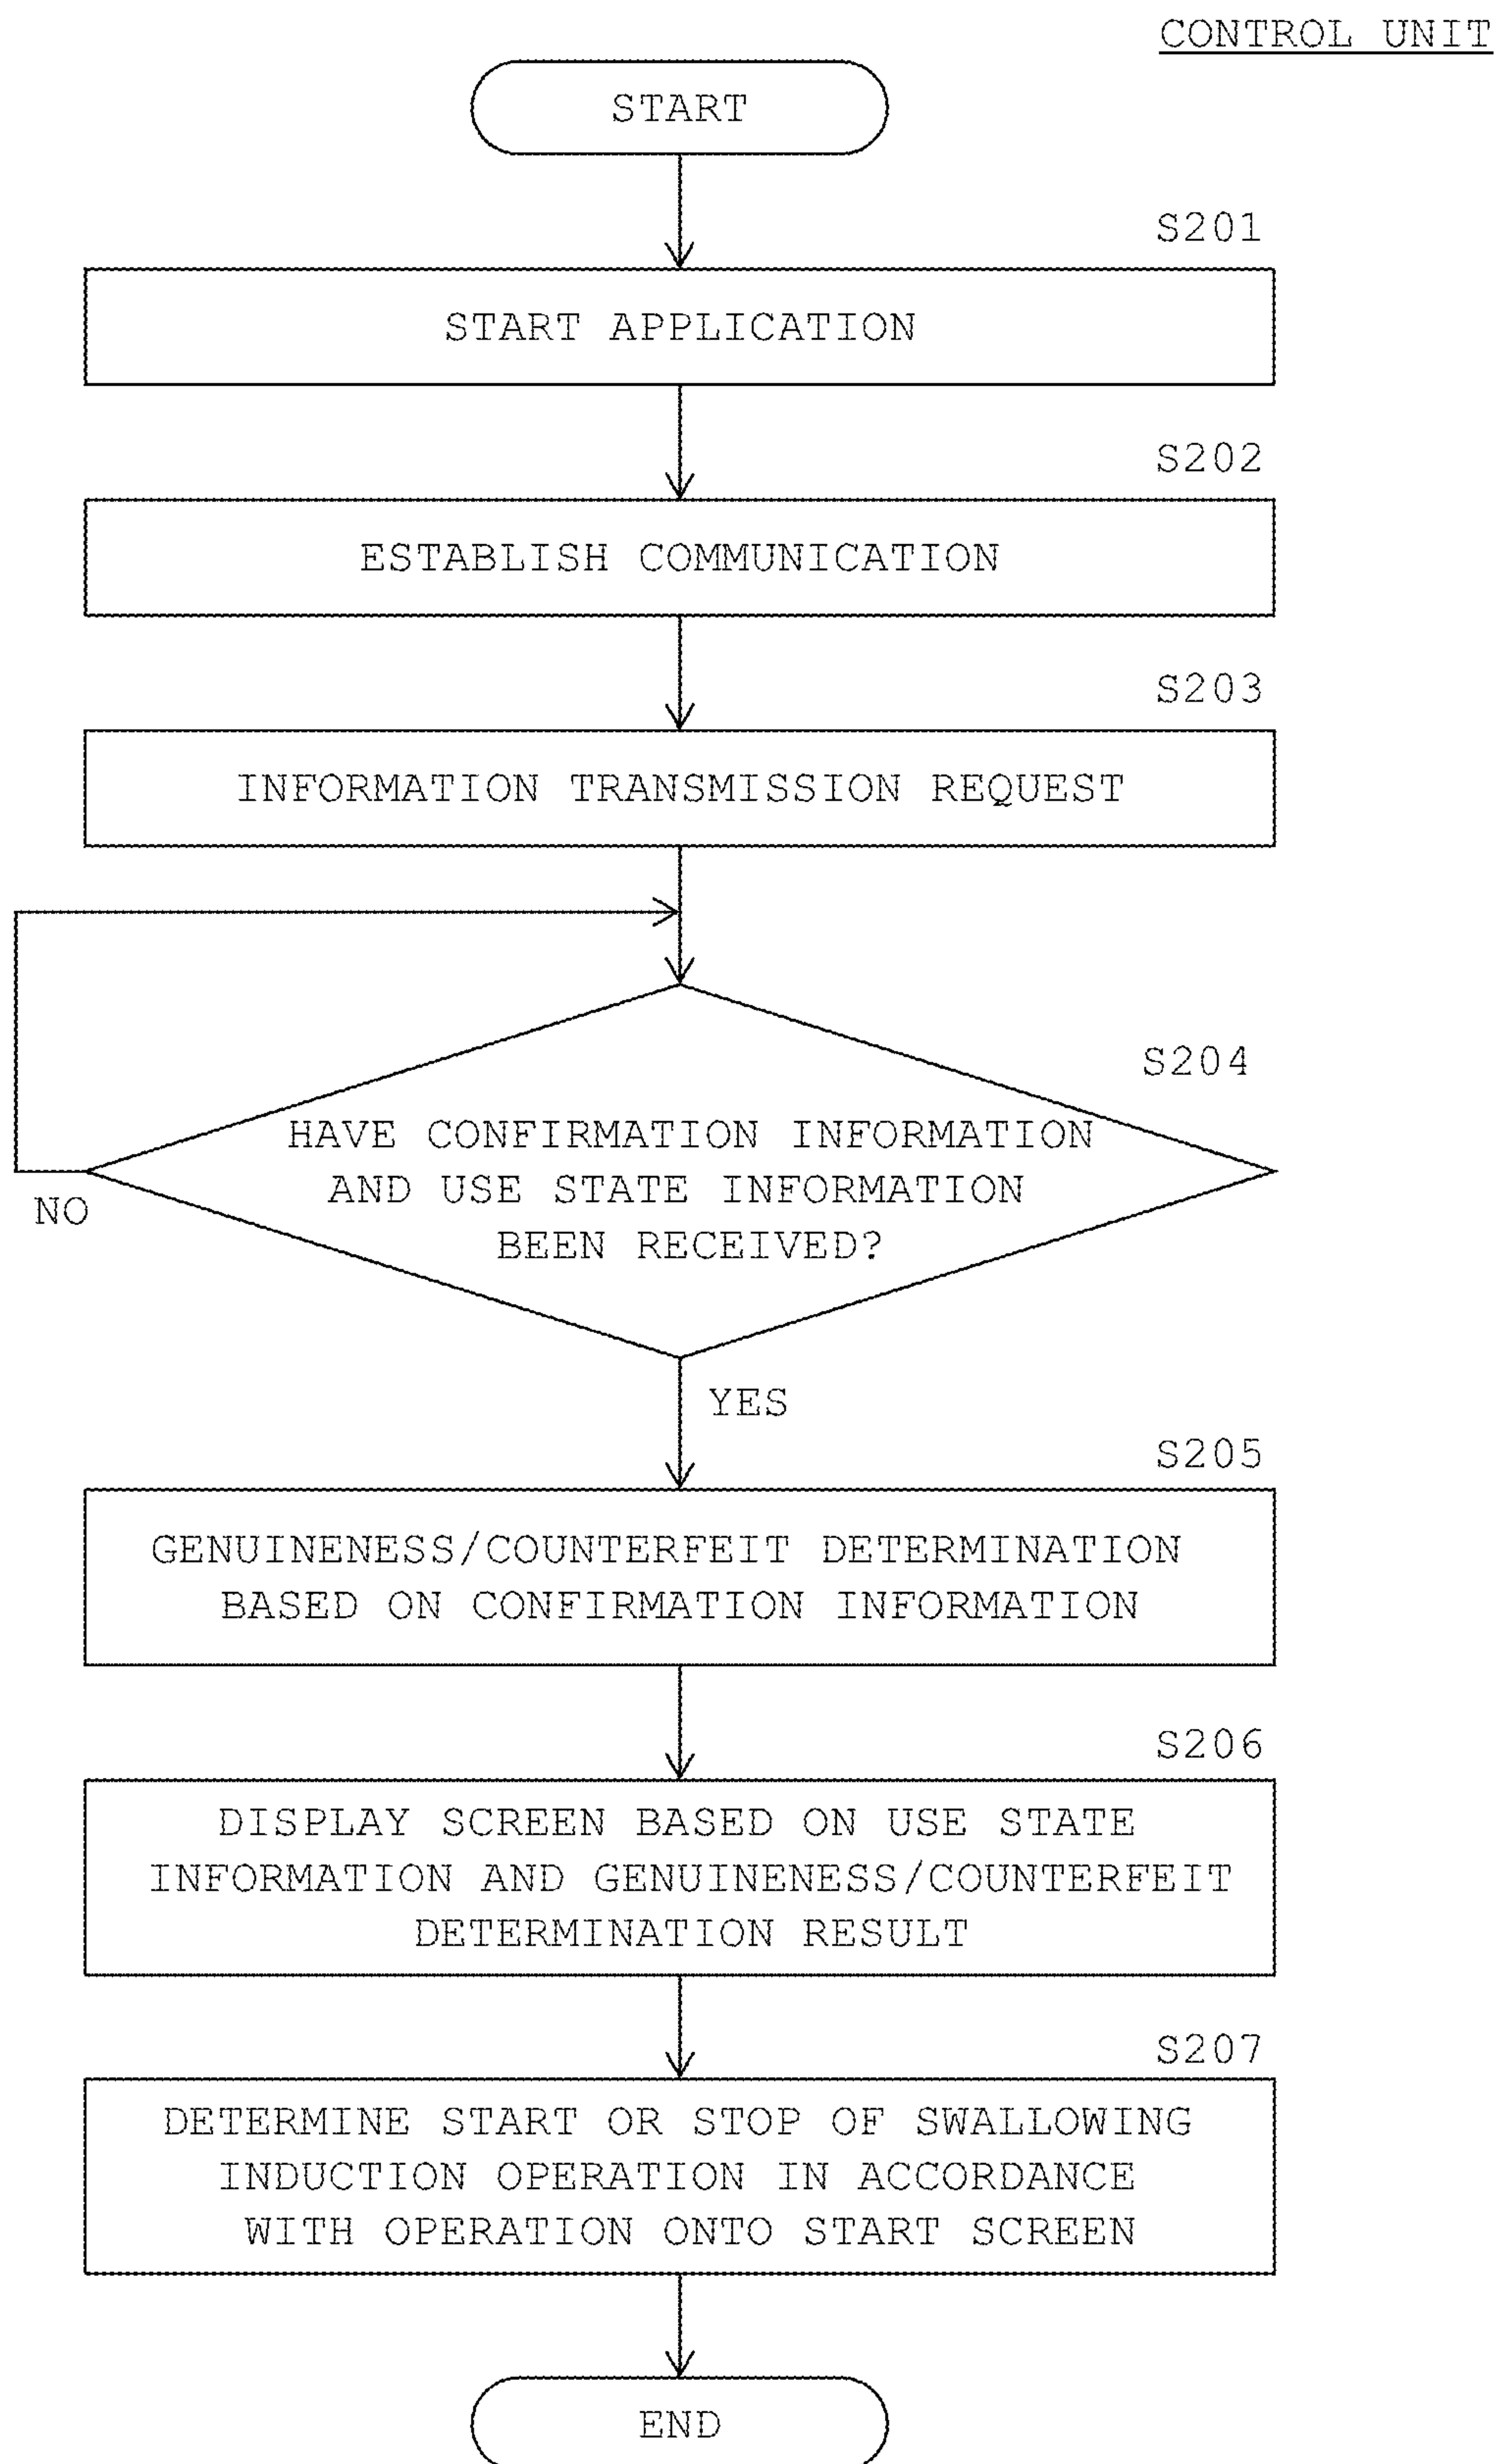 CONTROL UNIT
START
S201
START APPLICATION
S202
ESTABLISH COMMUNICATION
S203
INFORMATION TRANSMISSION REQUEST
S204
HAVE CONFIRMATION INFORMATION
AND USE STATE INFORMATION
BEEN RECEIVED?
NO
YES
S205
GENUINENESS/COUNTERFEIT DETERMINATION
BASED ON CONFIRMATION INFORMATION
S206
DISPLAY SCREEN BASED ON USE STATE
INFORMATION AND GENUINENESS/COUNTERFEIT
DETERMINATION RESULT
S207
DETERMINE START OR STOP OF SWALLOWING
INDUCTION OPERATION IN ACCORDANCE
WITH OPERATION ONTO START SCREEN
END